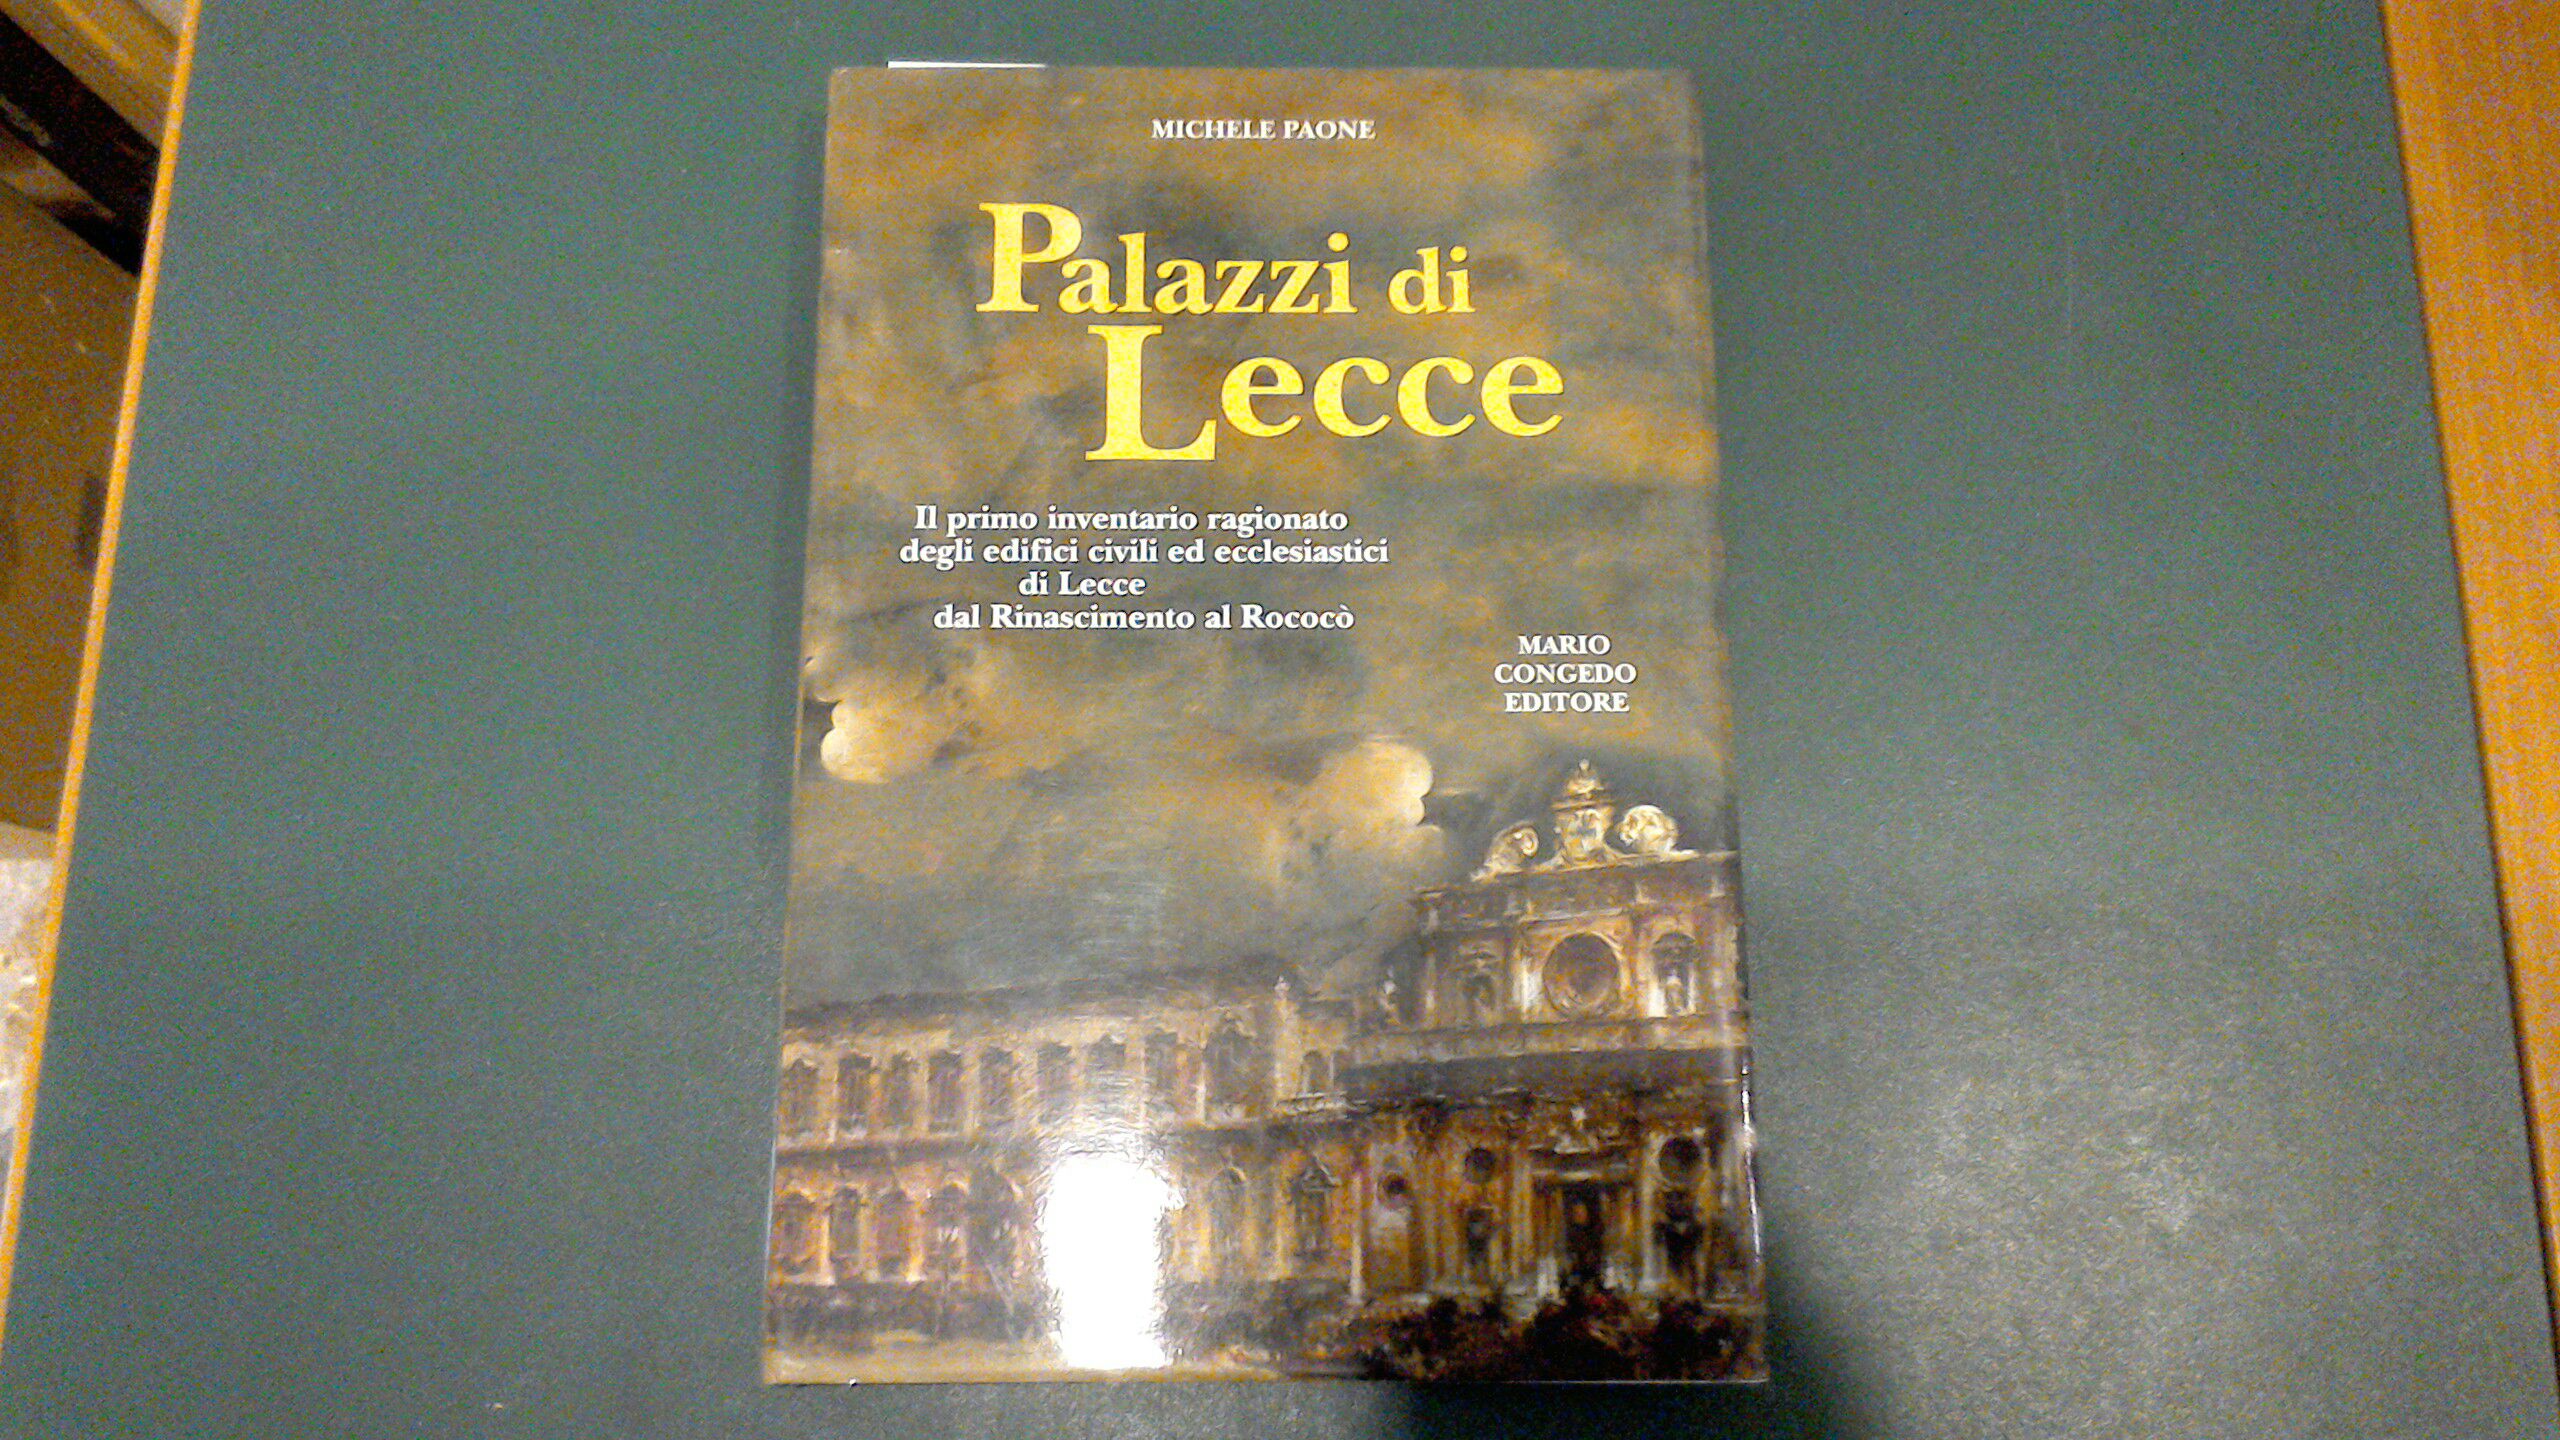 MICHELE PAONE
Palazzi di
Lecce
Il primo inventario ragionato
degli edifici civili ed ecclesiastici
di Lecce
dal Rinascimento al Rococò
MARIO
CONGEDO
EDITORE